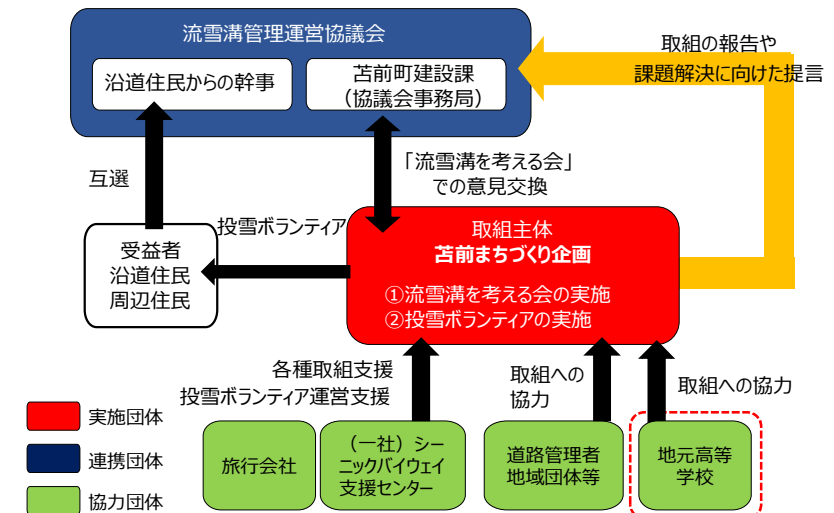 流雪溝管理運営協議会
沿道住民からの幹事
苫前町建設課
（協議会事務局）
取組の報告や
課題解決に向けた提言
互選
「流雪溝を考える会」
での意見交換
投雪ボランティア
受益者
沿道住民
周辺住民
取組主体
苫前まちづくり企画
①流雪溝を考える会の実施
②投雪ボランティアの実施
各種取組支援
投雪ボランティア運営支援
取組への
協力
取組への協力
実施団体
連携団体
協力団体
旅行会社
（一社）シー
ニックバイウェイ
支援センター
道路管理者
地域団体等
地元高等
学校